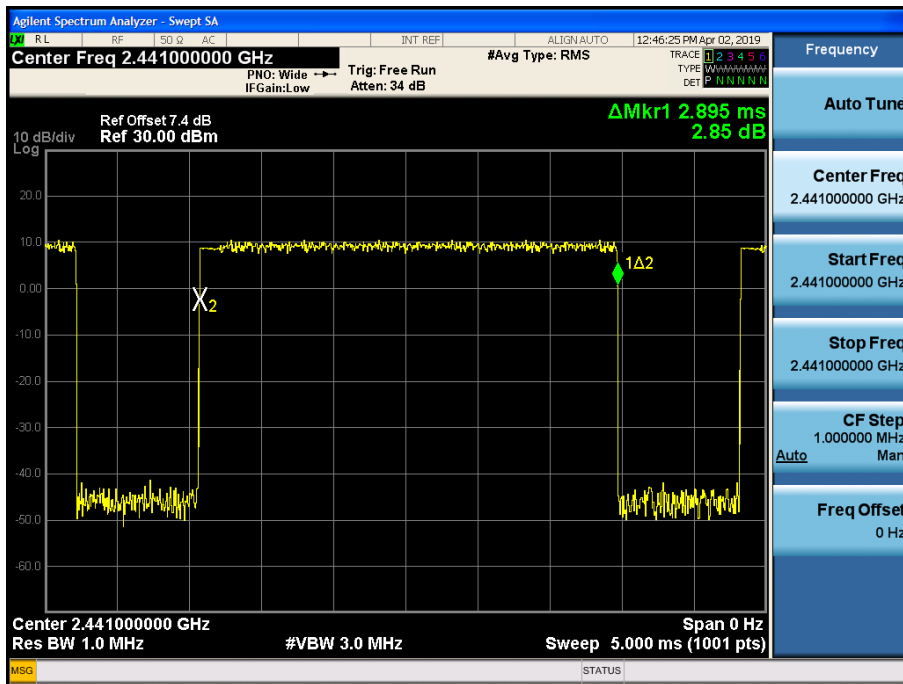 Agilent Spectrum Analyzer - Swept SA
LXI RL RF 50 Ω AC INT REF ALIGN AUTO 12:46:25 PM Apr 02, 2019
Center Freq 2.441000000 GHz
PNO: Wide
IFGain:Low
Trig: Free Run
Atten: 34 dB
#Avg Type: RMS
TRACE 1 2 3 4 5 6
TYPE WWWWWW
DET P N N N N N
Frequency
Auto Tune
ΔMkr1 2.895 ms
2.85 dB
Ref Offset 7.4 dB
10 dB/div Ref 30.00 dBm
Log
20.0
10.0
0.00
-10.0
-20.0
-30.0
-40.0
-50.0
-60.0
1Δ2
X2
Center Freq
2.441000000 GHz
Start Freq
2.441000000 GHz
Stop Freq
2.441000000 GHz
CF Step
1.000000 MHz
Auto Man
Freq Offset
0 Hz
Center 2.441000000 GHz Span 0 Hz
Res BW 1.0 MHz #VBW 3.0 MHz Sweep 5.000 ms (1001 pts)
MSG STATUS